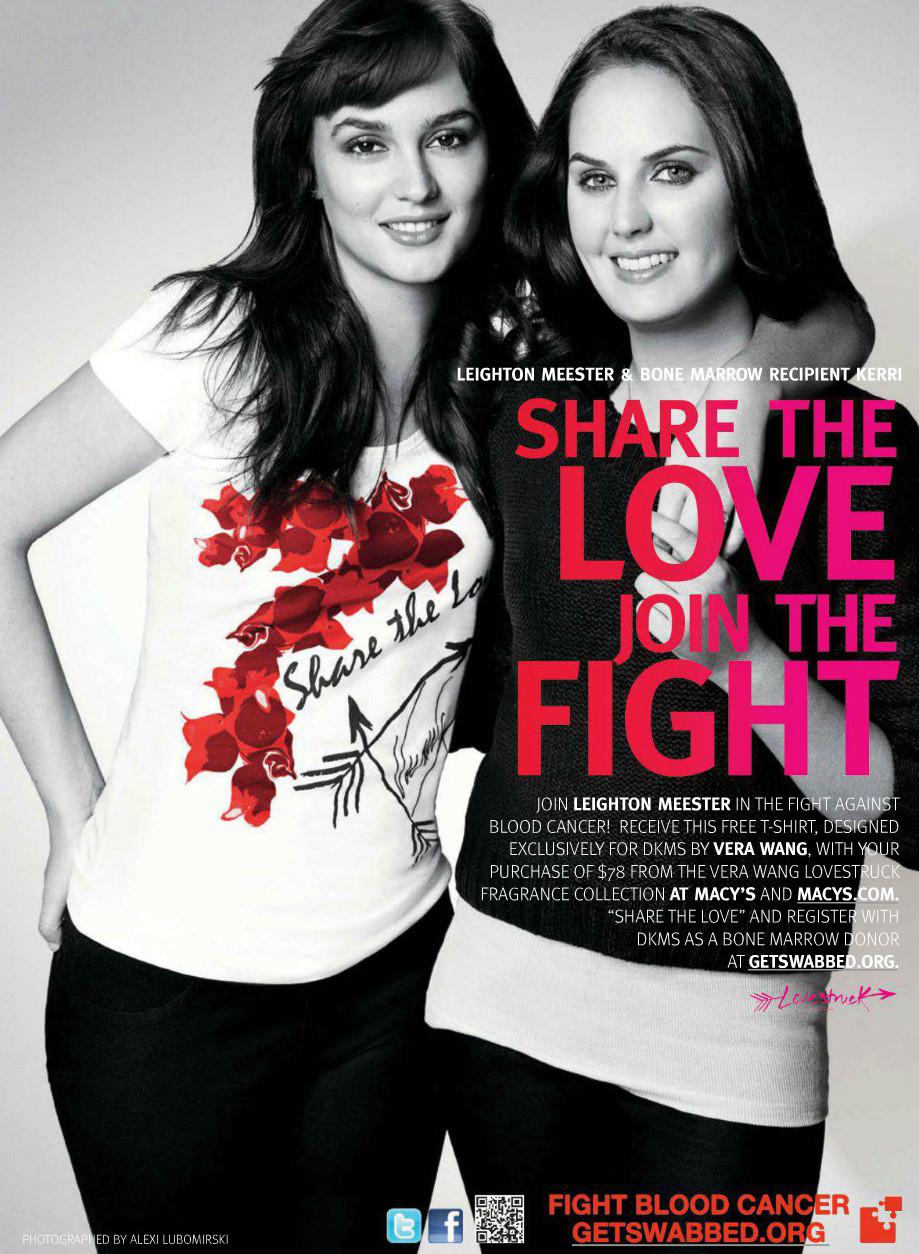 LEIGHTON MEESTER & BONE MARROW RECIPIENT KERRI
SHARE THE
LOVE
JOIN THE
FIGHT
Share the Lo
JOIN LEIGHTON MEESTER IN THE FIGHT AGAINST
BLOOD CANCER! RECEIVE THIS FREE T-SHIRT, DESIGNED
EXCLUSIVELY FOR DKMS BY VERA WANG, WITH YOUR
PURCHASE OF $78 FROM THE VERA WANG LOVESTRUCK
FRAGRANCE COLLECTION AT MACY'S AND MACYS.COM.
“SHARE THE LOVE” AND REGISTER WITH
DKMS AS A BONE MARROW DONOR
AT GETSWABBED.ORG.
Lovestruck
FIGHT BLOOD CANCER
GETSWABBED.ORG
PHOTOGRAPHED BY ALEXI LUBOMIRSKI